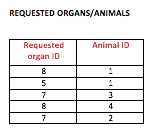 REQUESTED ORGANS/ANIMALS
Requested organ ID Animal ID
8 1
5 1
7 3
8 4
7 2